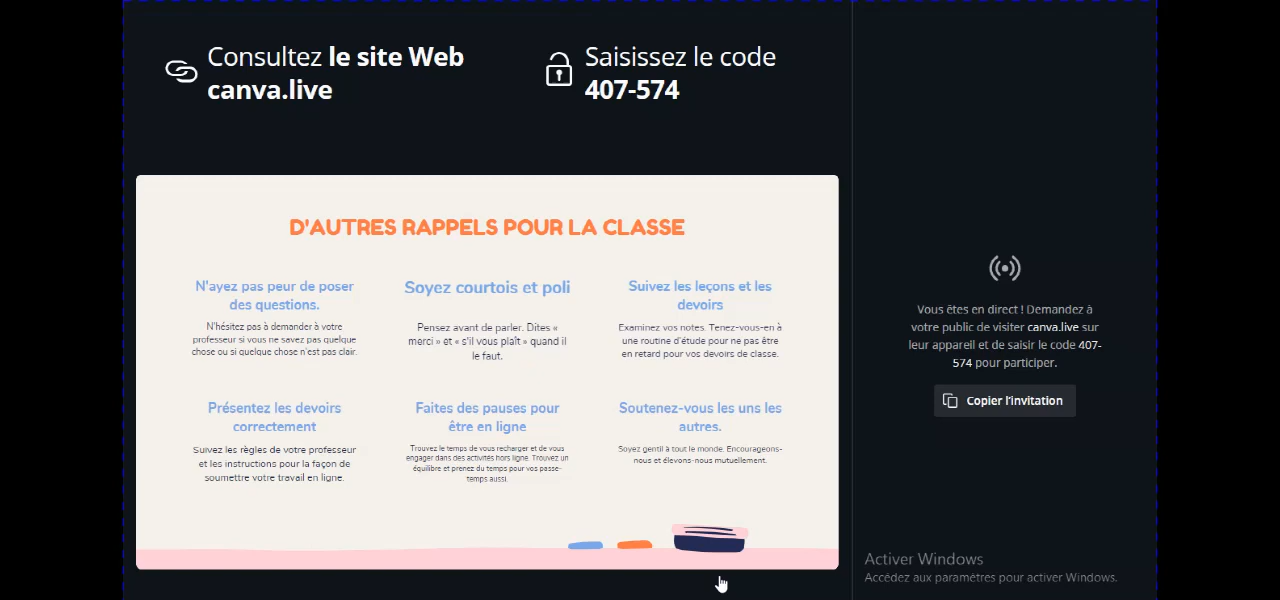 Consultez le site Web
canva.live
Saisissez le code
407-574
D'AUTRES RAPPELS POUR LA CLASSE
N'ayez pas peur de poser
des questions.
N'hésitez pas à demander à votre
professeur si vous ne savez pas quelque
chose ou si quelque chose n'est pas clair.
Soyez courtois et poli
Pensez avant de parler. Dites «
merci » et « s'il vous plaît » quand il
le faut.
Suivez les leçons et les
devoirs
Examinez vos notes. Tenez-vous-en à
une routine d'étude pour ne pas être
en retard pour vos devoirs de classe.
Présentez les devoirs
correctement
Suivez les règles de votre professeur
et les instructions pour la façon de
soumettre votre travail en ligne.
Faites des pauses pour
être en ligne
Trouvez le temps de vous recharger et de vous
engager dans des activités hors ligne. Trouvez un
équilibre et prenez du temps pour vos passe-
temps aussi.
Soutenez-vous les uns les
autres.
Soyez gentil à tout le monde. Encourageons-
nous et élevons-nous mutuellement.
Vous êtes en direct ! Demandez à
votre public de visiter canva.live sur
leur appareil et de saisir le code 407-
574 pour participer.
Copier l'invitation
Activer Windows
Accédez aux paramètres pour activer Windows.